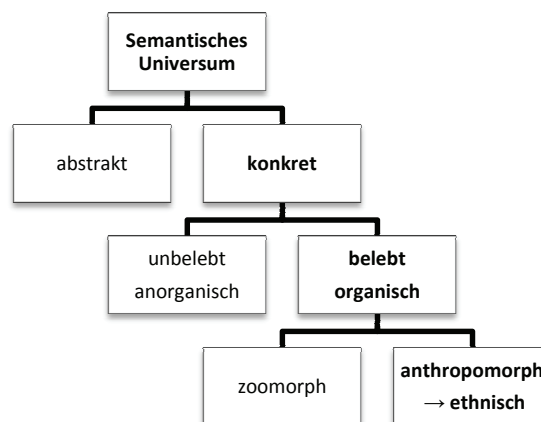 Semantisches
Universum
abstrakt
konkret
unbelebt
anorganisch
belebt
organisch
zoomorph
anthropomorph
→ ethnisch